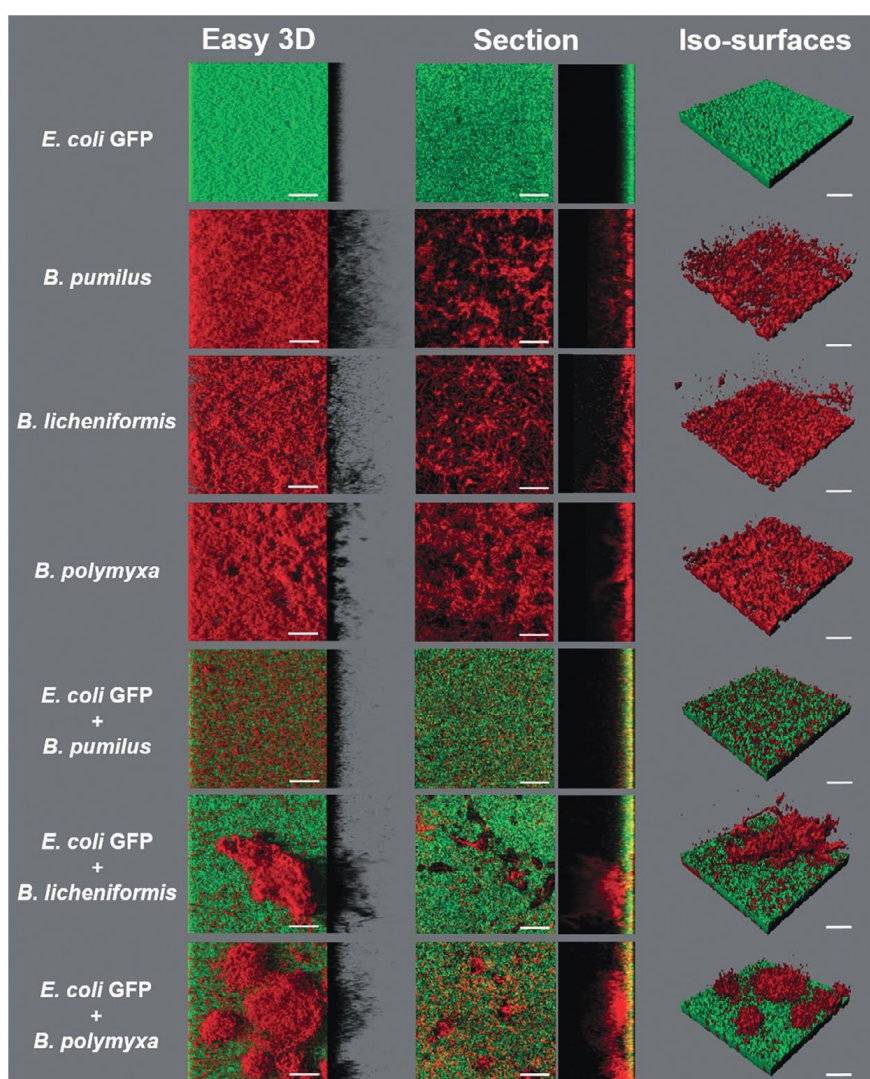 Easy 3D Section Iso-surfaces
E. coli GFP
B. pumilus
B. licheniformis
B. polymyxa
E. coli GFP
+
B. pumilus
E. coli GFP
+
B. licheniformis
E. coli GFP
+
B. polymyxa